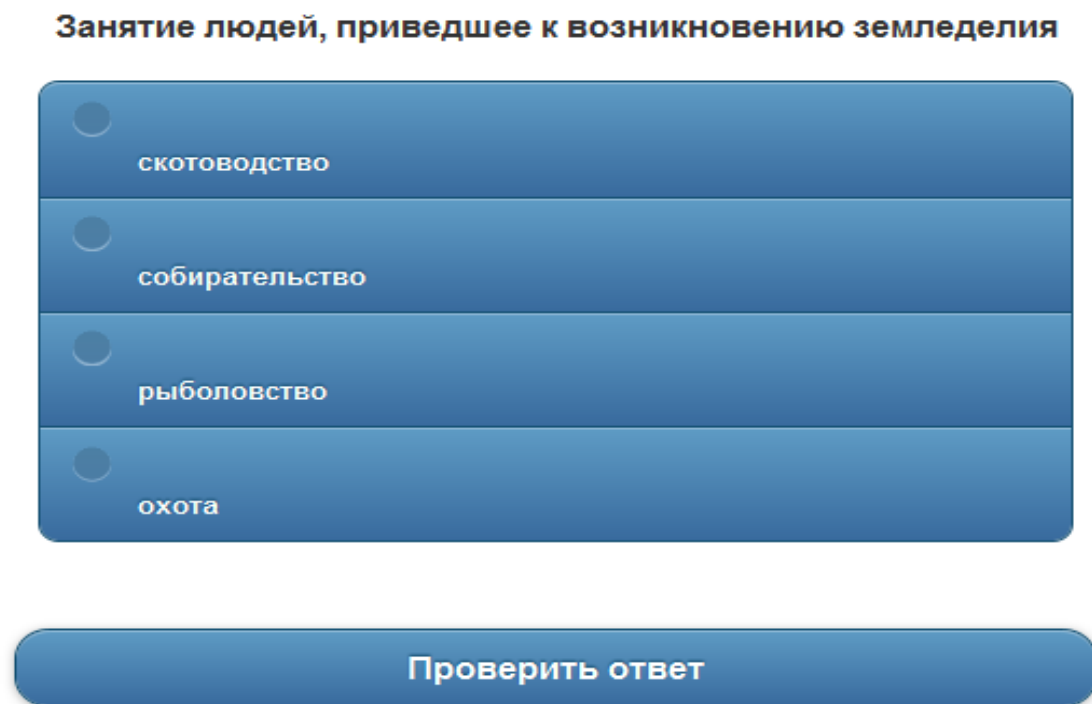 Занятие людей, приведшее к возникновению земледелия
скотоводство
собирательство
рыболовство
охота
Проверить ответ